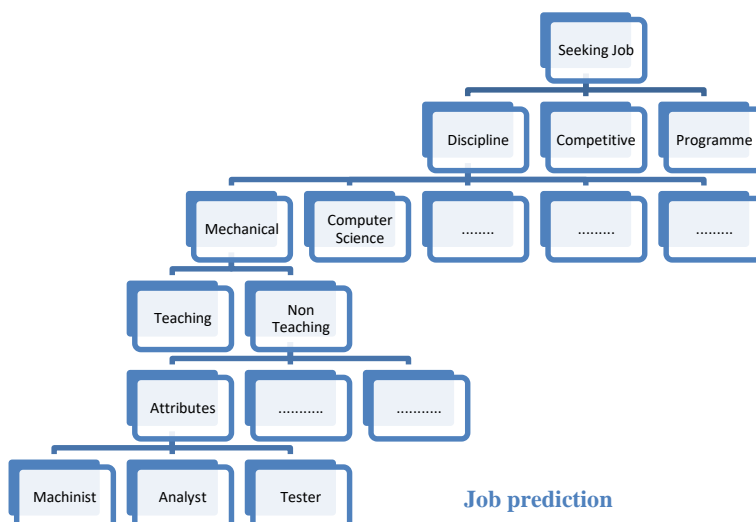 Seeking Job
Discipline
Competitive
Programme
Mechanical
Computer
Science
........
.........
.........
Teaching
Non
Teaching
Attributes
...........
...........
Machinist
Analyst
Tester
Job prediction